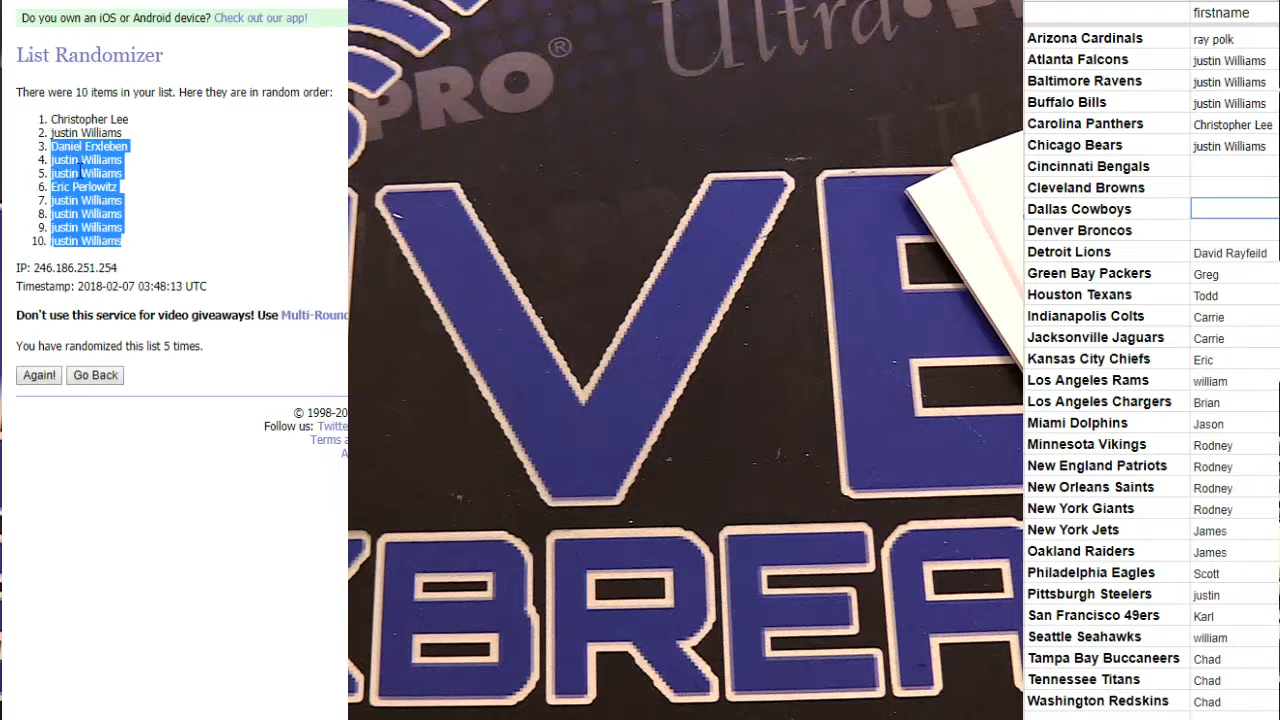 Do you own an iOS or Android device? Check out our app!
List Randomizer
There were 10 items in your list. Here they are in random order:
1. Christopher Lee
2. justin Williams
3. Daniel Erxleben
4. justin Williams
5. justin Williams
6. Eric Perlowitz
7. justin Williams
8. justin Williams
9. justin Williams
10. justin Williams
IP: 246.186.251.254
Timestamp: 2018-02-07 03:48:13 UTC
Don't use this service for video giveaways! Use Multi-Round
You have randomized this list 5 times.
Again! Go Back
© 1998-20
Follow us: Twitte
Terms a
A
PRO®
Ultra•P
VE
BREA
firstname
Arizona Cardinals ray polk
Atlanta Falcons justin Williams
Baltimore Ravens justin Williams
Buffalo Bills justin Williams
Carolina Panthers Christopher Lee
Chicago Bears justin Williams
Cincinnati Bengals
Cleveland Browns
Dallas Cowboys
Denver Broncos
Detroit Lions David Rayfeild
Green Bay Packers Greg
Houston Texans Todd
Indianapolis Colts Carrie
Jacksonville Jaguars Carrie
Kansas City Chiefs Eric
Los Angeles Rams william
Los Angeles Chargers Brian
Miami Dolphins Jason
Minnesota Vikings Rodney
New England Patriots Rodney
New Orleans Saints Rodney
New York Giants Rodney
New York Jets James
Oakland Raiders James
Philadelphia Eagles Scott
Pittsburgh Steelers justin
San Francisco 49ers Karl
Seattle Seahawks william
Tampa Bay Buccaneers Chad
Tennessee Titans Chad
Washington Redskins Chad